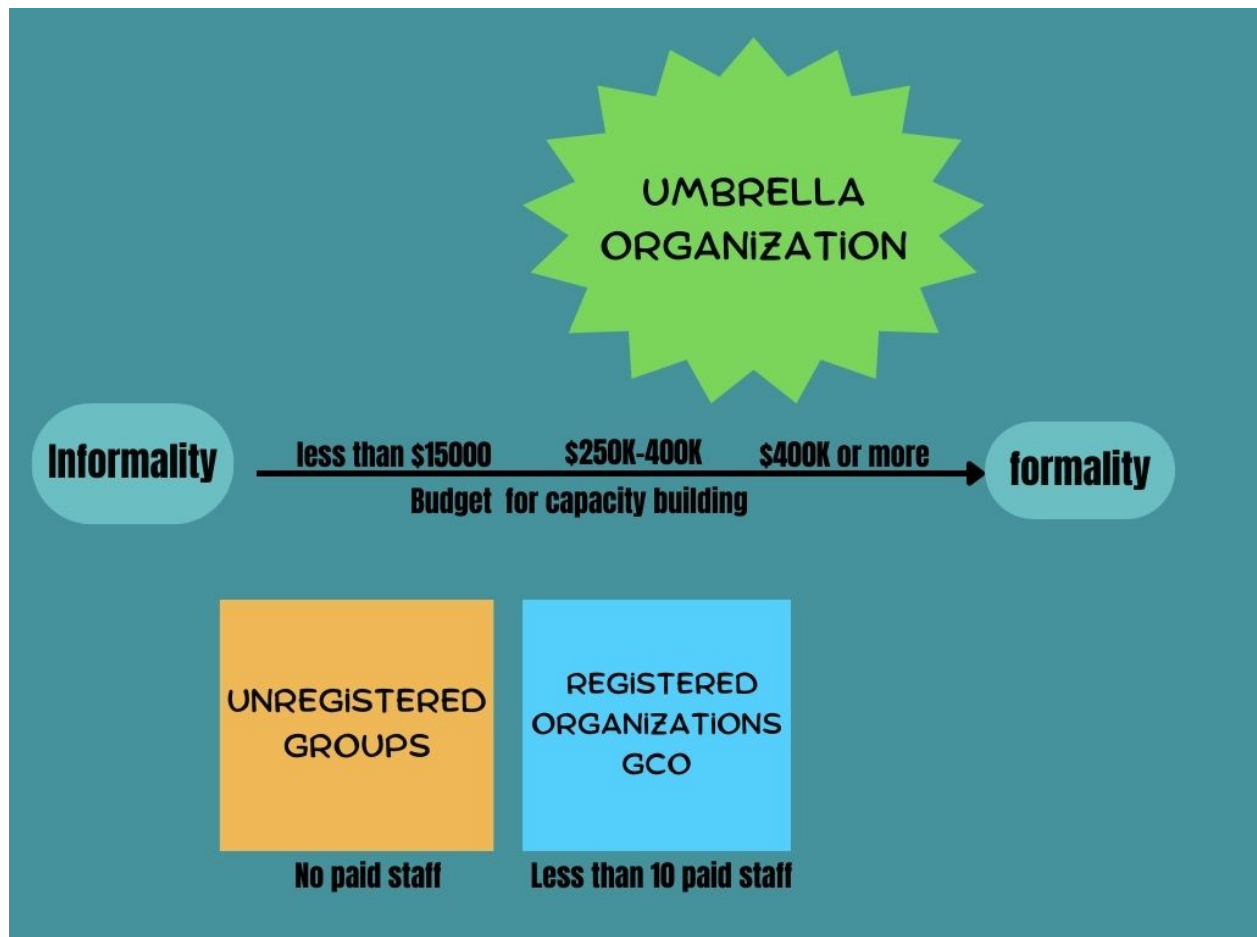 UMBRELLA
ORGANIZATION
Informality
less than $15000
$250K-400K
$400K or more
formality
Budget for capacity building
UNREGISTERED
GROUPS
REGISTERED
ORGANIZATIONS
GCO
No paid staff
Less than 10 paid staff